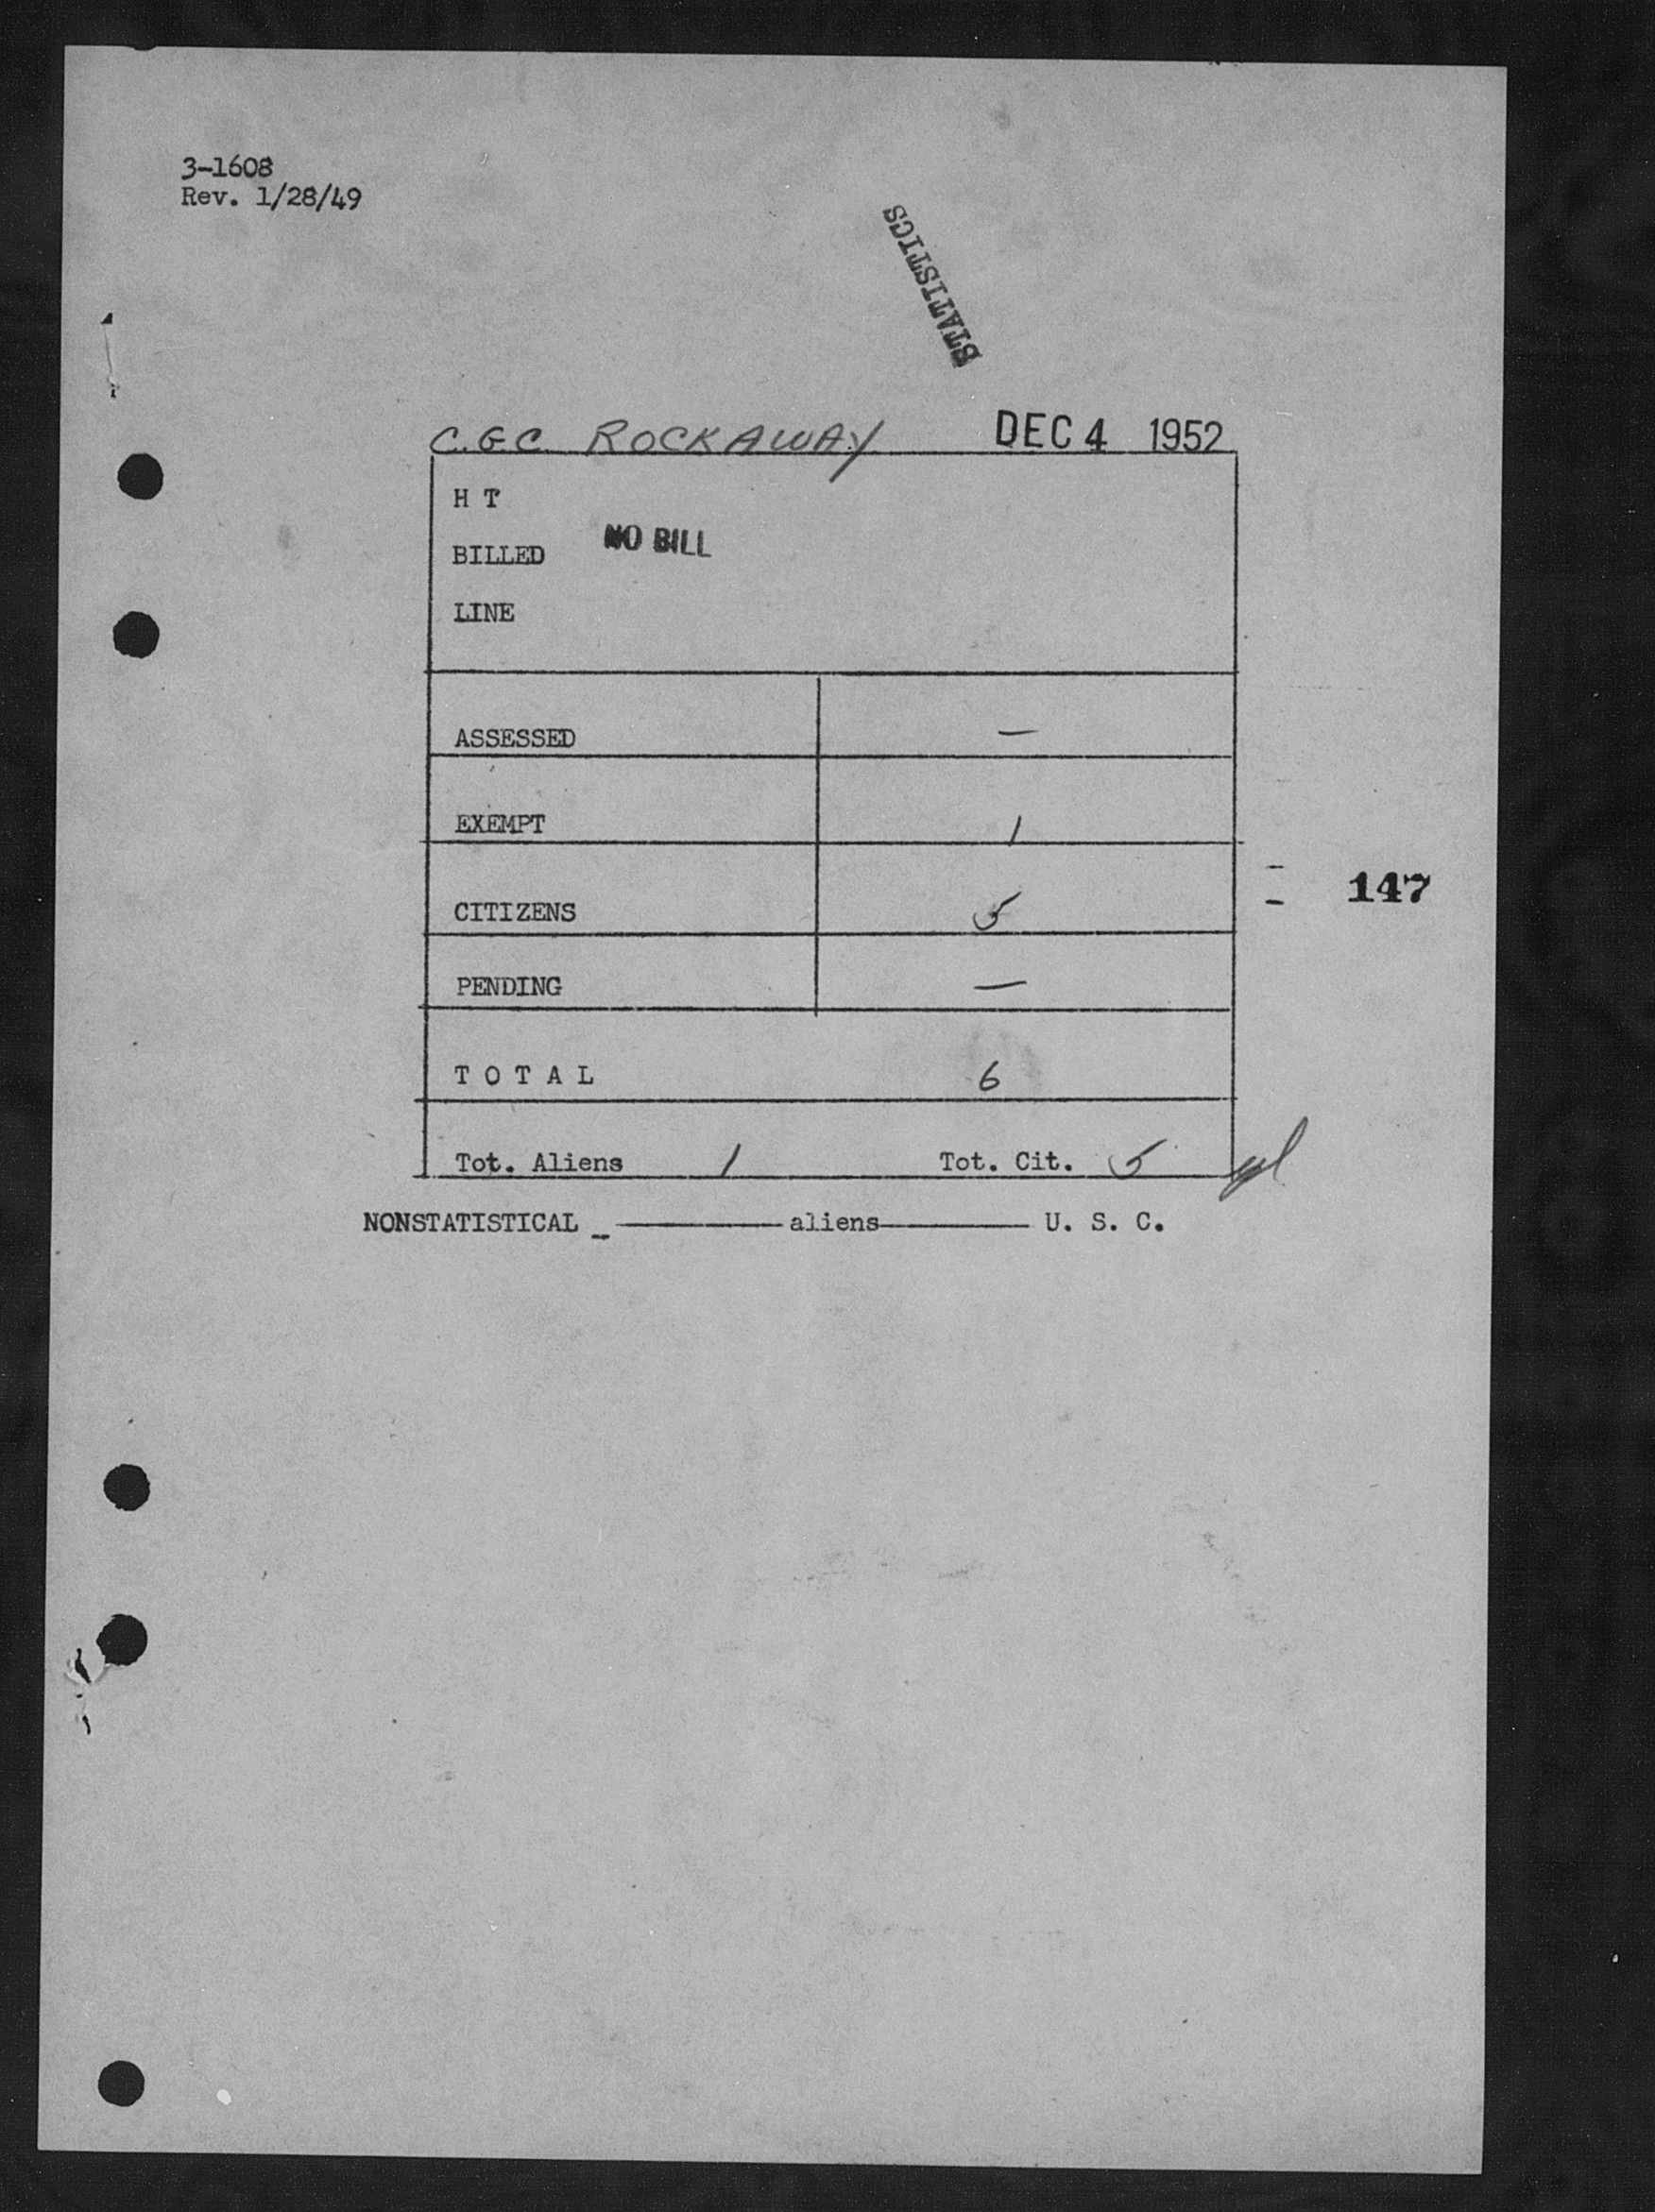 3-1608
Rev. 1/28/49
STATISTICS
C.G.C. ROCKAWAY DEC 4 1952
H T
BILLED NO BILL
LINE
ASSESSED —
EXEMPT 1
CITIZENS 5
147
PENDING —
T O T A L 6
Tot. Aliens 1 Tot. Cit. 5
NONSTATISTICAL _ ———— aliens ———— U. S. C.